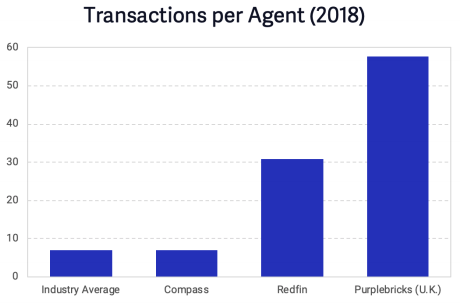 Transactions per Agent (2018)
60
50
40
30
20
10
0
Industry Average
Compass
Redfin
Purplebricks (U.K.)